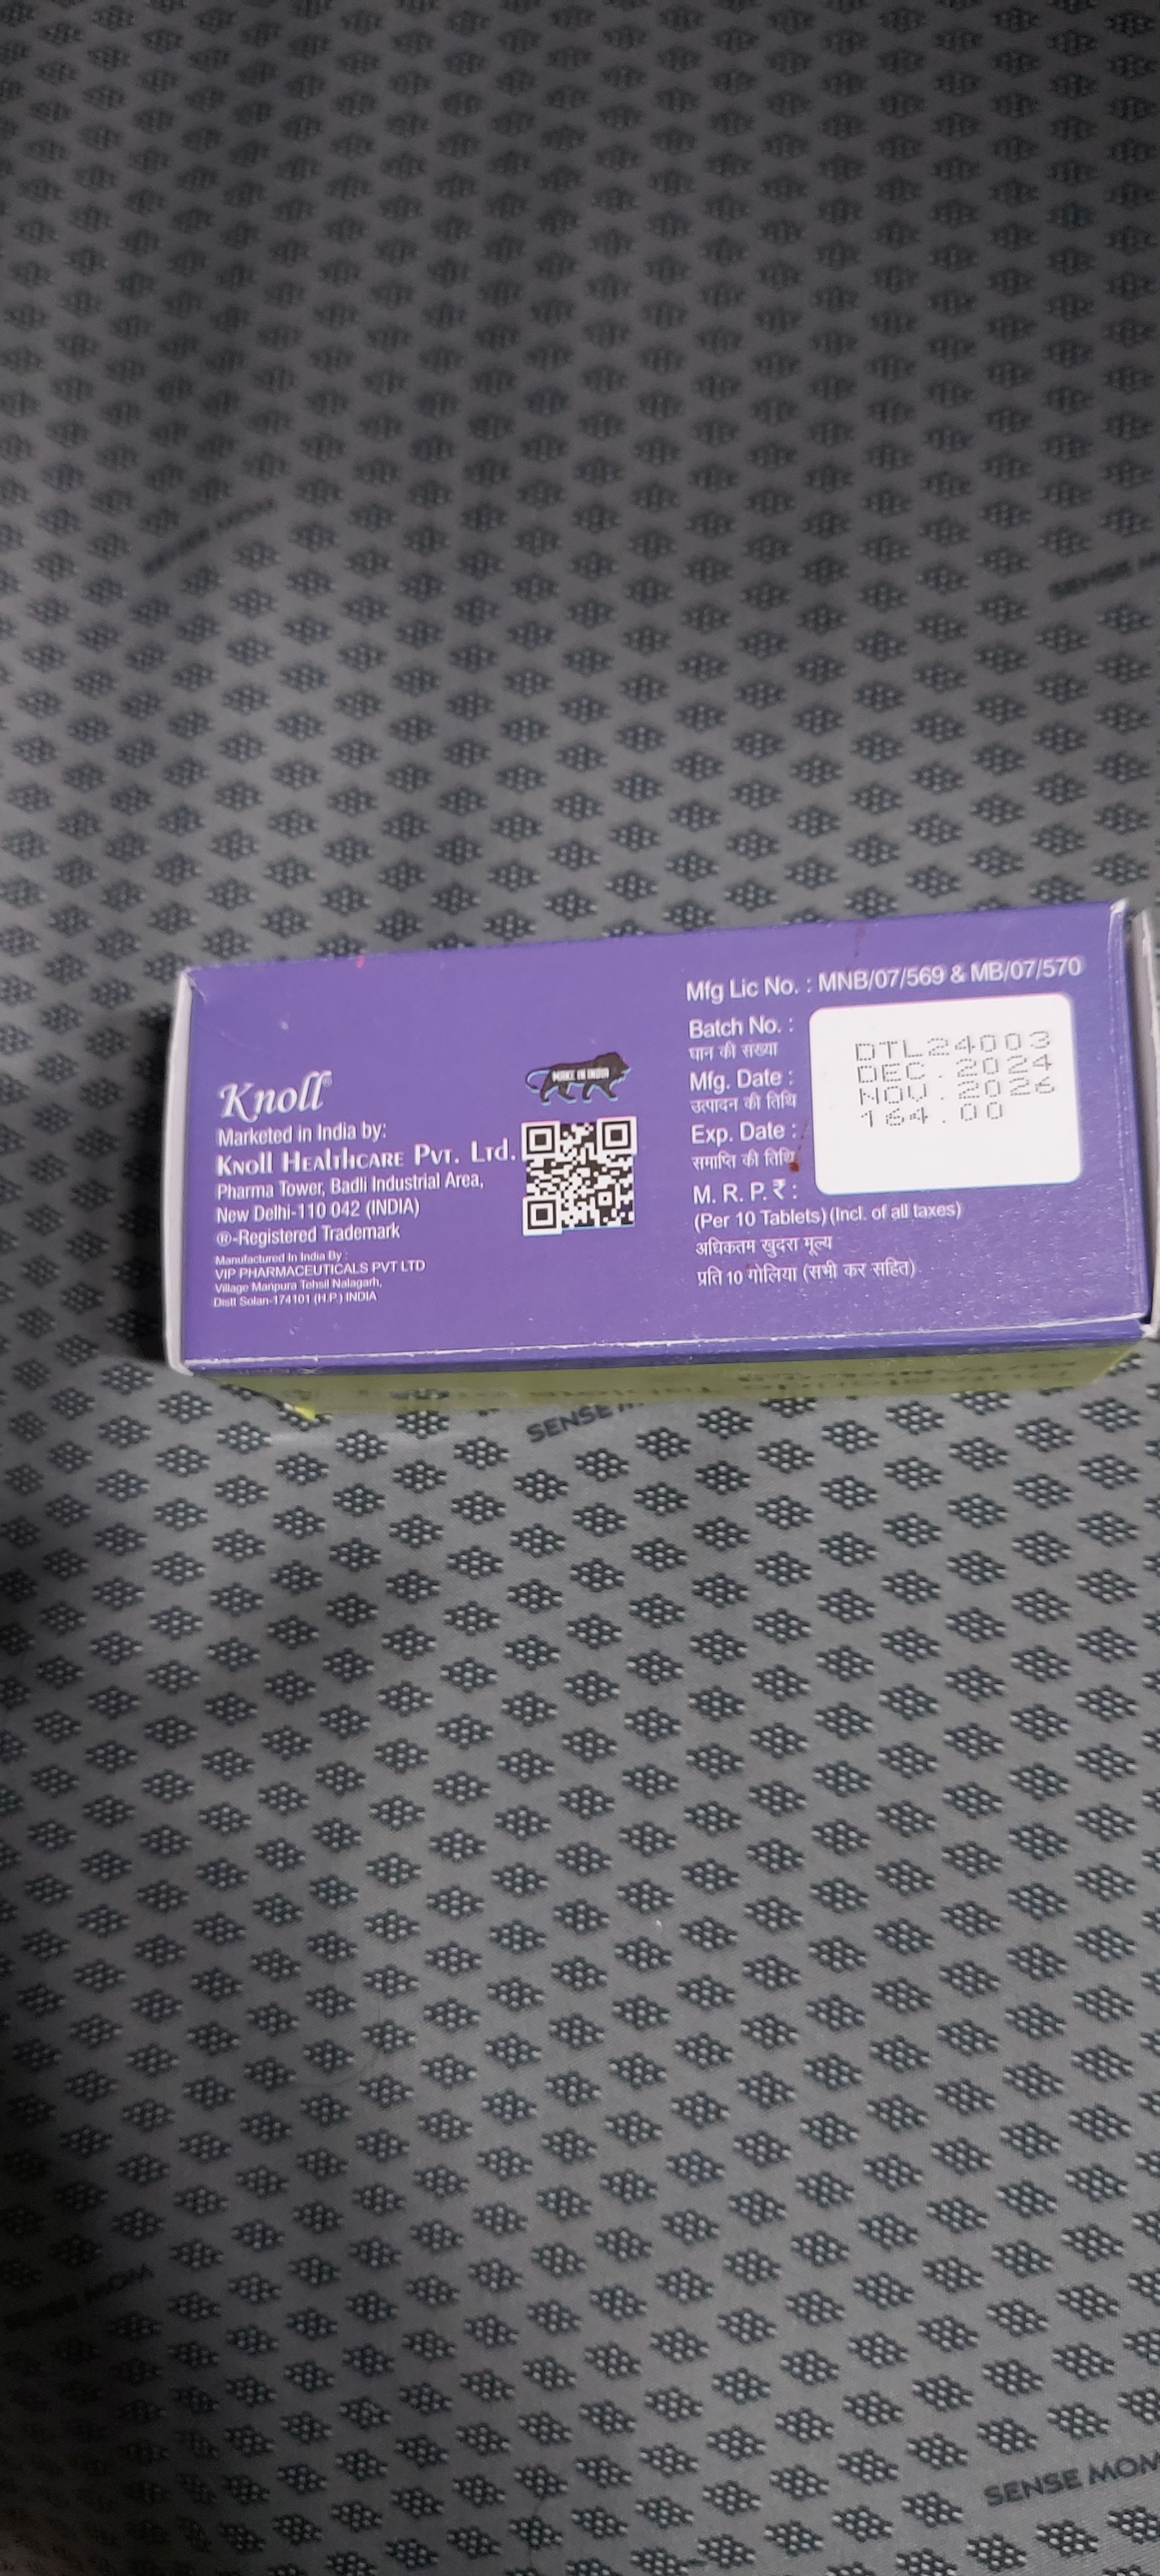 Knoll®
Marketed in India by:
Knoll Healthcare Pvt. Ltd.
Pharma Tower, Badli Industrial Area,
New Delhi-110 042 (INDIA)
®-Registered Trademark
Manufactured In India By :
VIP PHARMACEUTICALS PVT LTD
Village Manpura Tehsil Nalagarh,
Distt Solan-174101 (H.P.) INDIA
MAKE IN INDIA
Mfg Lic No. : MNB/07/569 & MB/07/570
Batch No. : DTL24003
घान की संख्या
Mfg. Date : DEC.2024
उत्पादन की तिथि
Exp. Date : NOV.2026
समाप्ति की तिथि
M. R. P. ₹ : 164.00
(Per 10 Tablets) (Incl. of all taxes)
अधिकतम खुदरा मूल्य
प्रति 10 गोलिया (सभी कर सहित)
SENSE
SENSE
SENSE MOM
SENSE MOM